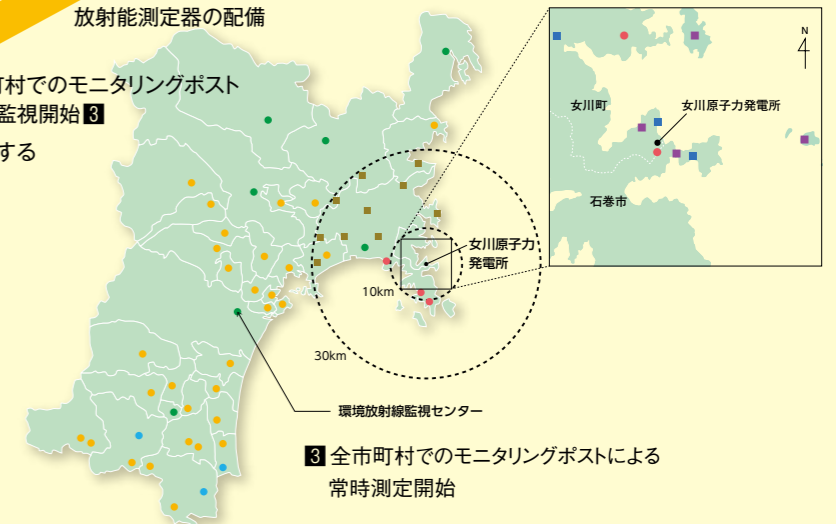 放射能測定器の配備
町村でのモニタリングポスト
監視開始3
する
N
女川町
女川原子力発電所
石巻市
女川原子力
発電所
10km
30km
環境放射線監視センター
3 全市町村でのモニタリングポストによる
常時測定開始